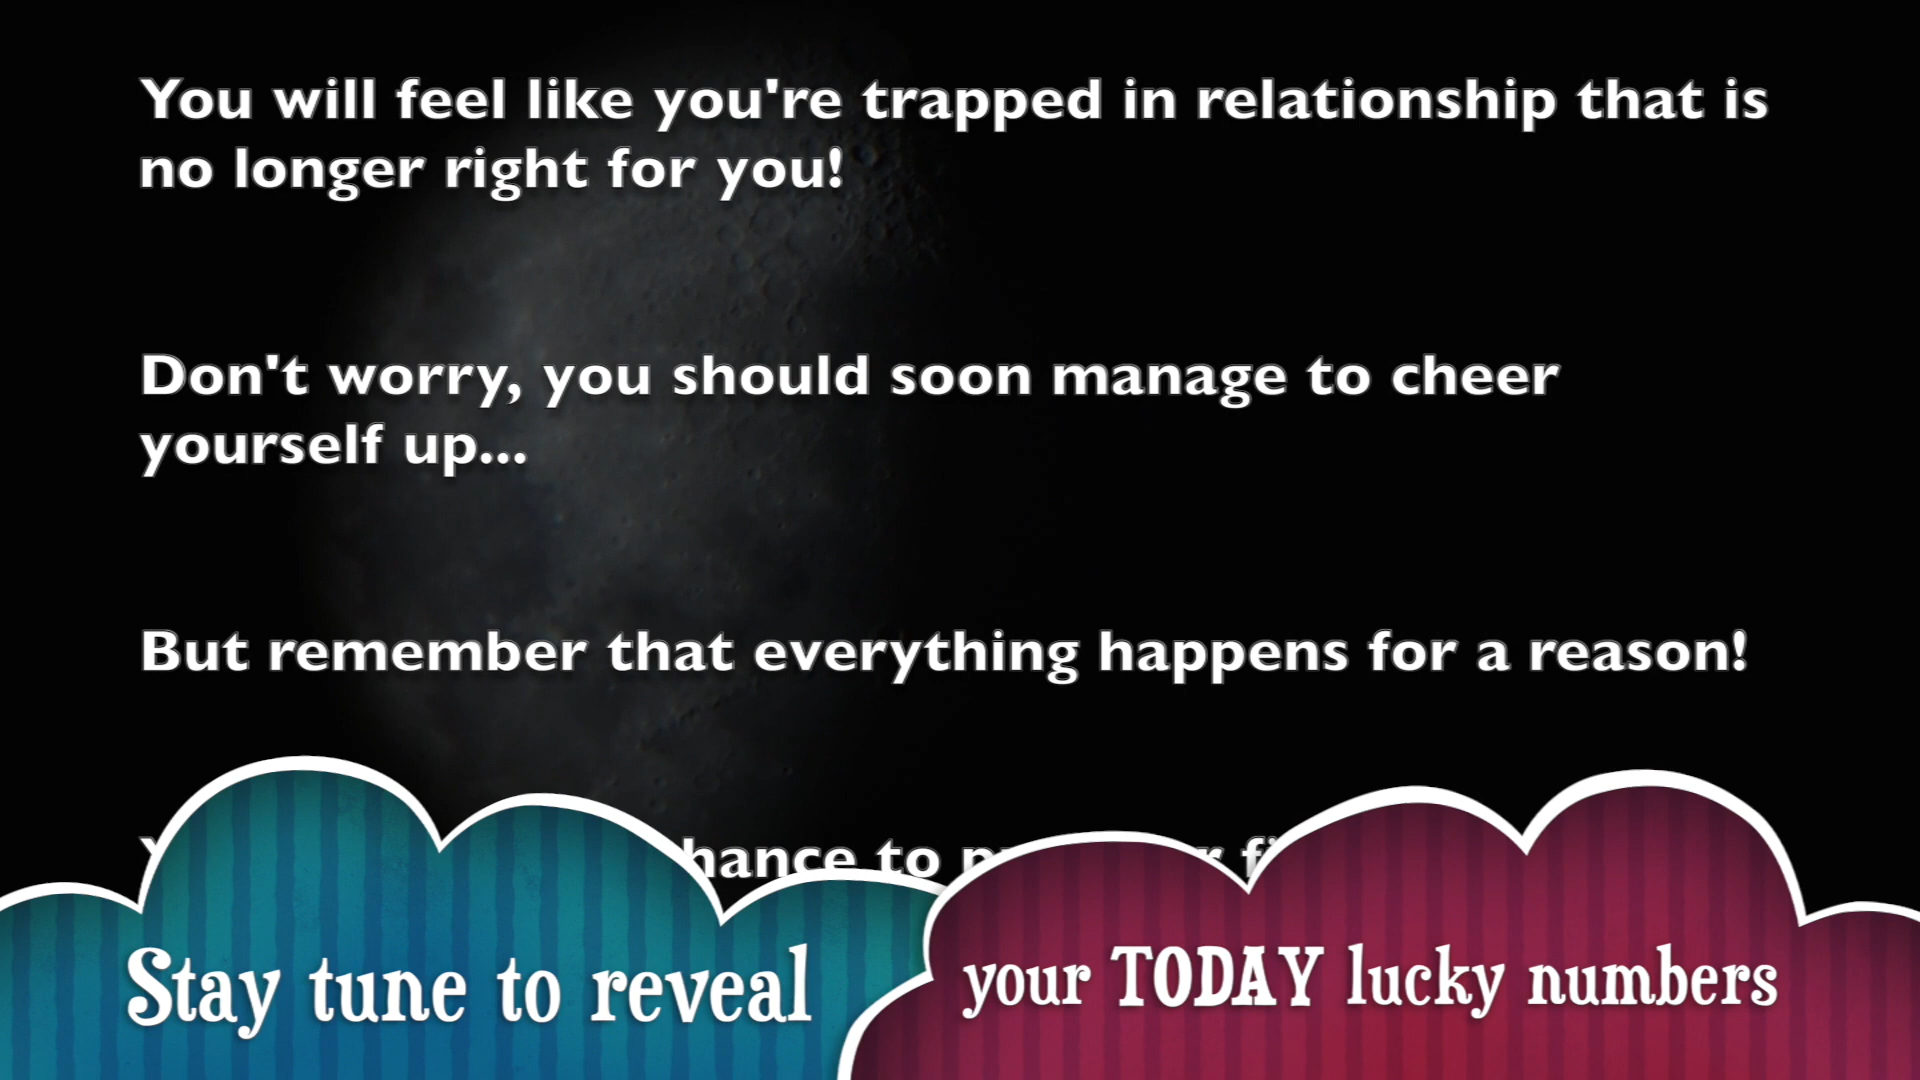 You will feel like you're trapped in relationship that is
no longer right for you!
Don't worry, you should soon manage to cheer
yourself up...
But remember that everything happens for a reason!
to
Stay tune to reveal
your TODAY lucky numbers